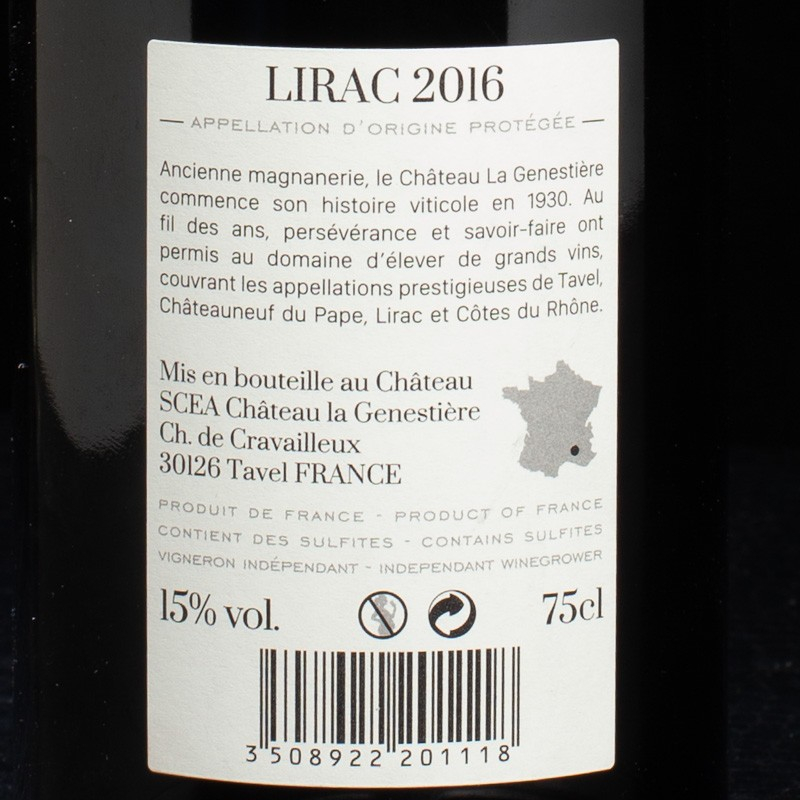 LIRAC 2016
APPELLATION D'ORIGINE PROTÉGÉE
Ancienne magnanerie, le Château La Genestière
commence son histoire viticole en 1930. Au
fil des ans, persévérance et savoir-faire ont
permis au domaine d'élever de grands vins,
couvrant les appellations prestigieuses de Tavel,
Châteauneuf du Pape, Lirac et Côtes du Rhône.
Mis en bouteille au Château
SCEA Château la Genestière
Ch. de Cravailleux
30126 Tavel FRANCE
PRODUIT DE FRANCE - PRODUCT OF FRANCE
CONTIENT DES SULFITES - CONTAINS SULFITES
VIGNERON INDÉPENDANT - INDEPENDANT WINEGROWER
15% vol. 75cl
3 508922 201118